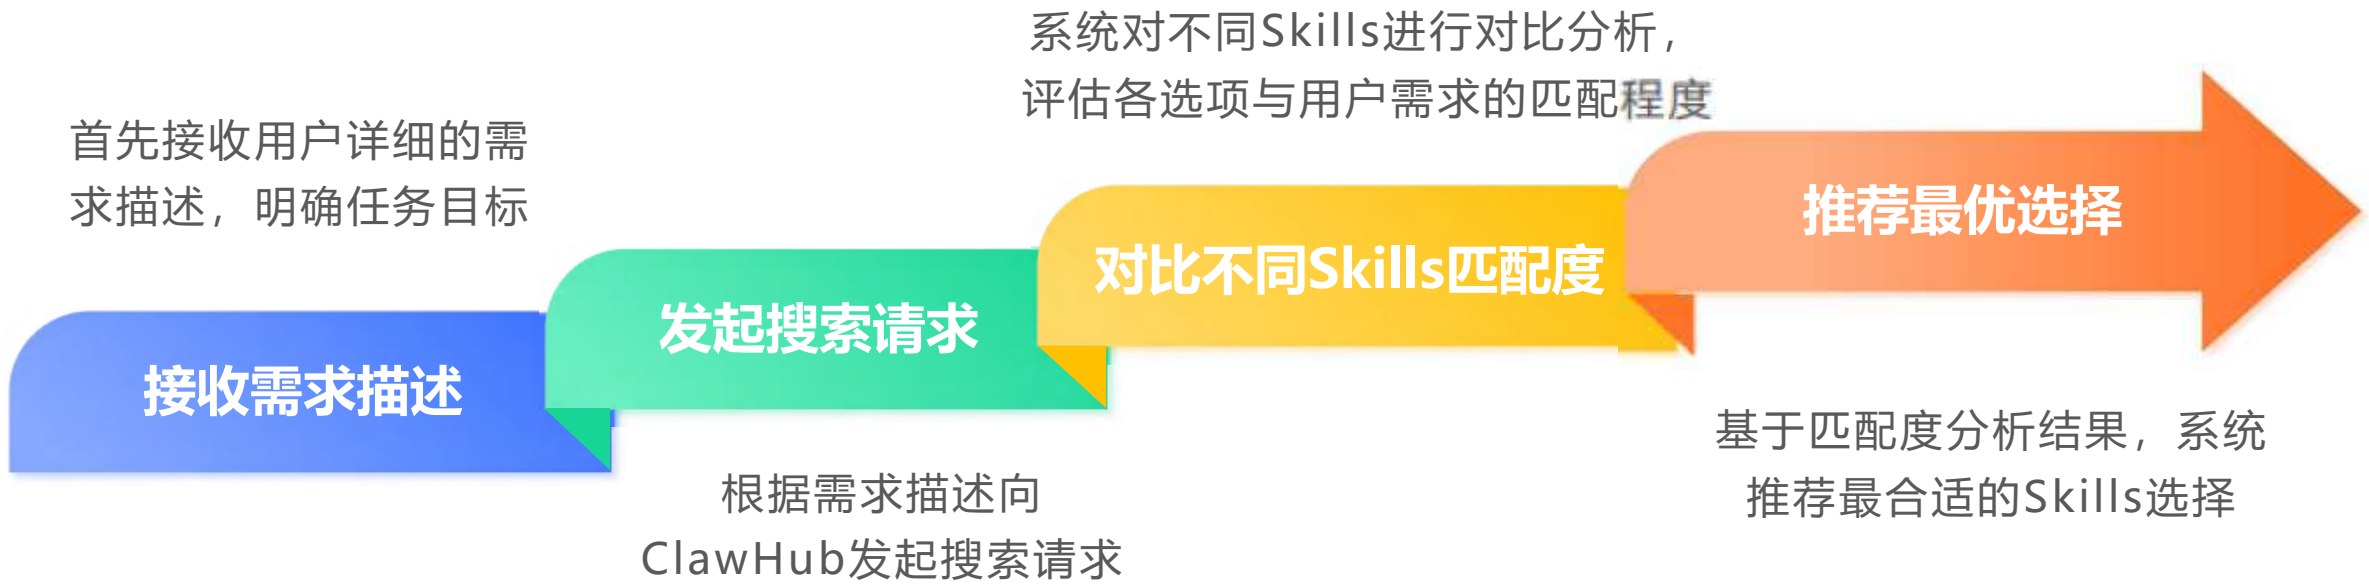 首先接收用户详细的需
求描述，明确任务目标
接收需求描述
发起搜索请求
根据需求描述向
ClawHub发起搜索请求
系统对不同Skills进行对比分析，
评估各选项与用户需求的匹配程度
对比不同Skills匹配度
推荐最优选择
基于匹配度分析结果，系统
推荐最合适的Skills选择